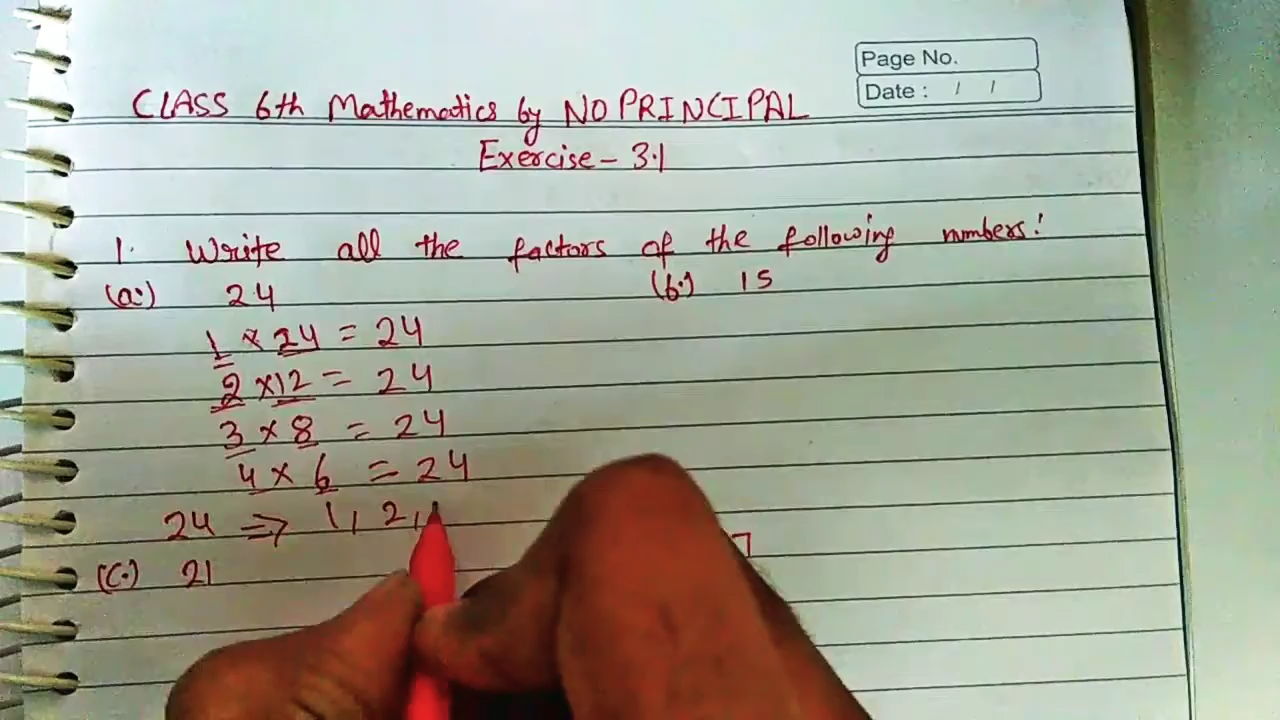 Page No.
Date : / /
CLASS 6th Mathematics by NO PRINCIPAL
Exercise - 3.1
1. Write all the factors of the following numbers:
(a.) 24 (b.) 15
1 × 24 = 24
2 × 12 = 24
3 × 8 = 24
4 × 6 = 24
24 => 1, 2,
(C.) 21